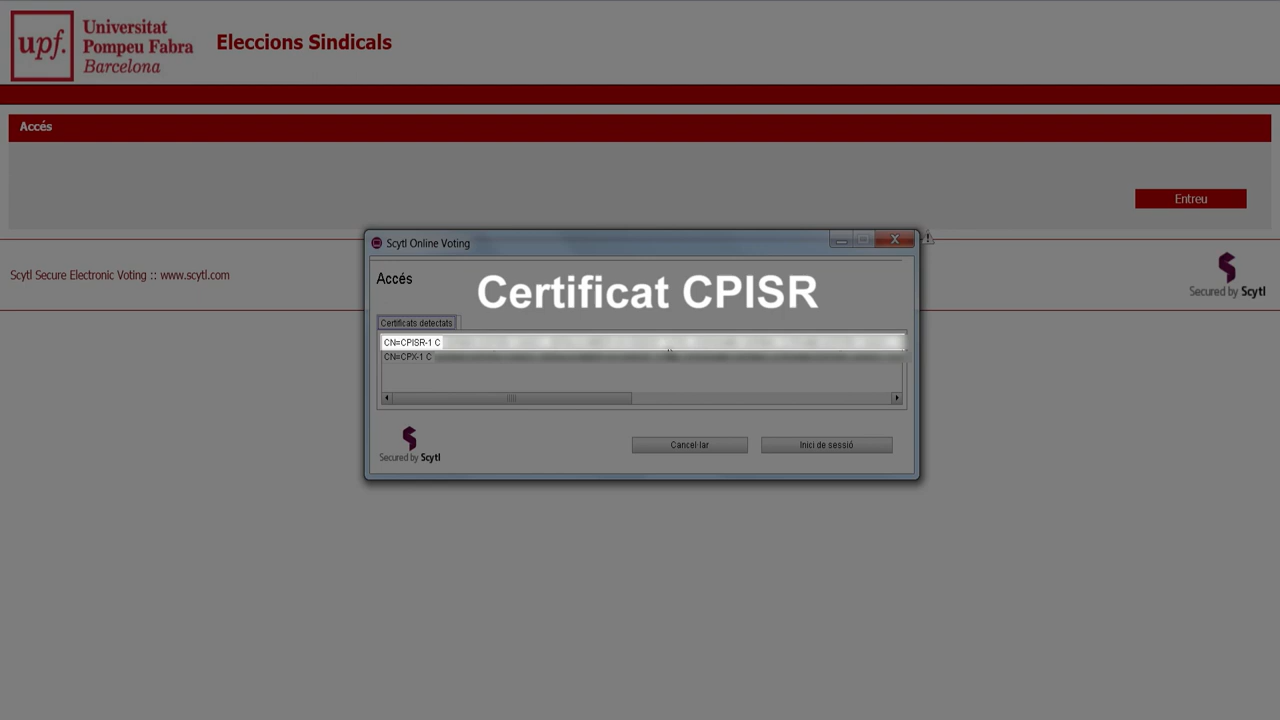 upf.
Universitat
Pompeu Fabra
Barcelona
Eleccions Sindicals
Accés
Entreu
Scytl Secure Electronic Voting :: www.scytl.com
Secured by Scytl
Scytl Online Voting
Accés
Certificat CPISR
Certificats detectats
CN=CPISR-1 C
CN=CPX-1 C
Secured by Scytl
Cancel·lar
Inici de sessió